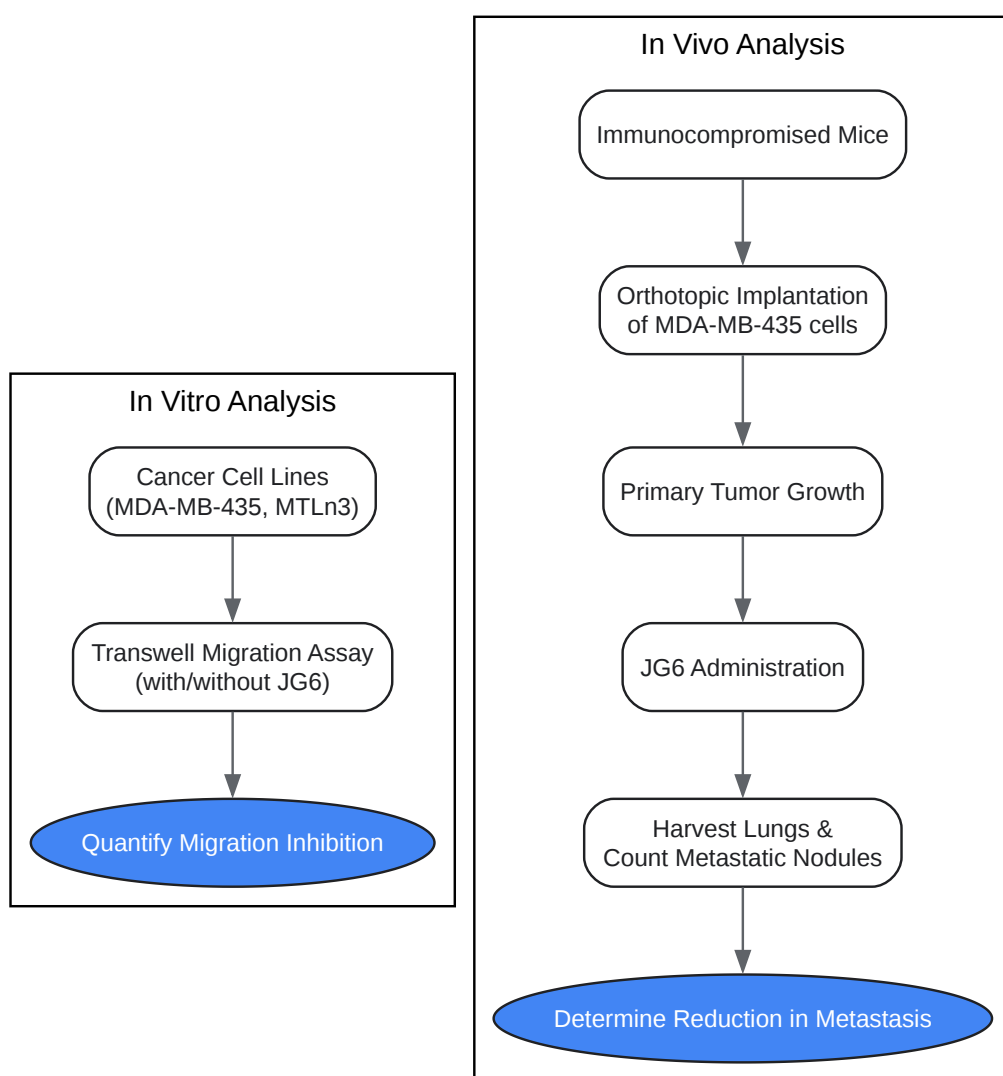 In Vitro Analysis
Cancer Cell Lines
(MDA-MB-435, MTLn3)
Transwell Migration Assay
(with/without JG6)
Quantify Migration Inhibition
In Vivo Analysis
Immunocompromised Mice
Orthotopic Implantation
of MDA-MB-435 cells
Primary Tumor Growth
JG6 Administration
Harvest Lungs &
Count Metastatic Nodules
Determine Reduction in Metastasis